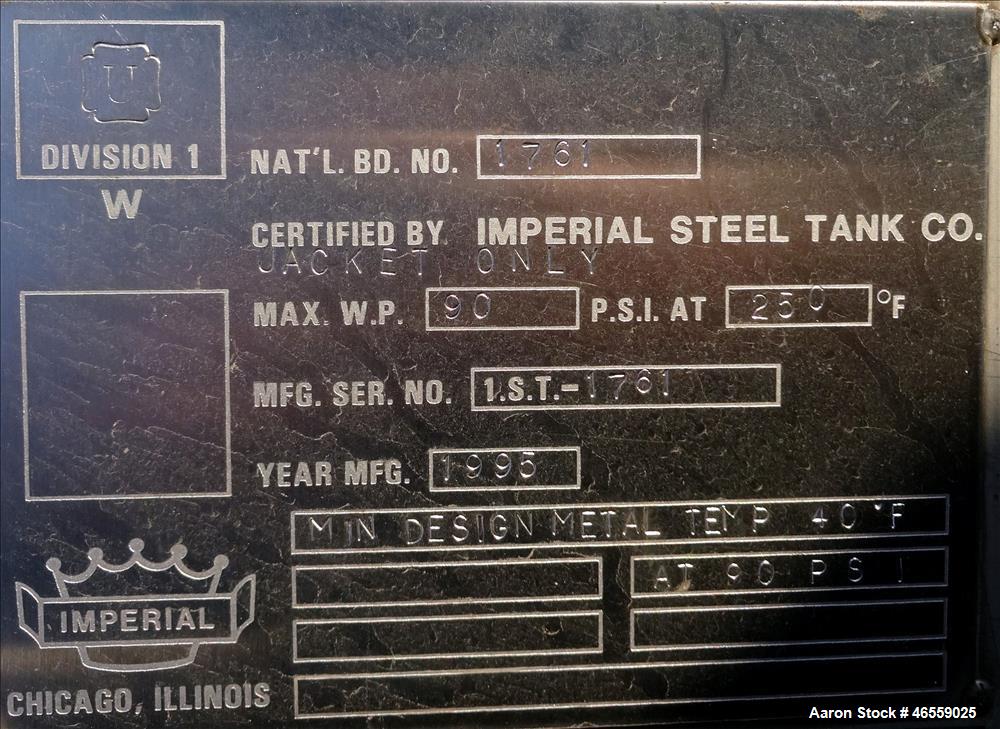 U
DIVISION 1
W
NAT'L. BD. NO. 1761
CERTIFIED BY IMPERIAL STEEL TANK CO.
JACKET ONLY
MAX. W.P. 90 P.S.I. AT 250 °F
MFG. SER. NO. I.S.T.-1761
YEAR MFG. 1995
MIN DESIGN METAL TEMP 40 °F
AT 90 PSI
IMPERIAL
CHICAGO, ILLINOIS
Aaron Stock # 46559025